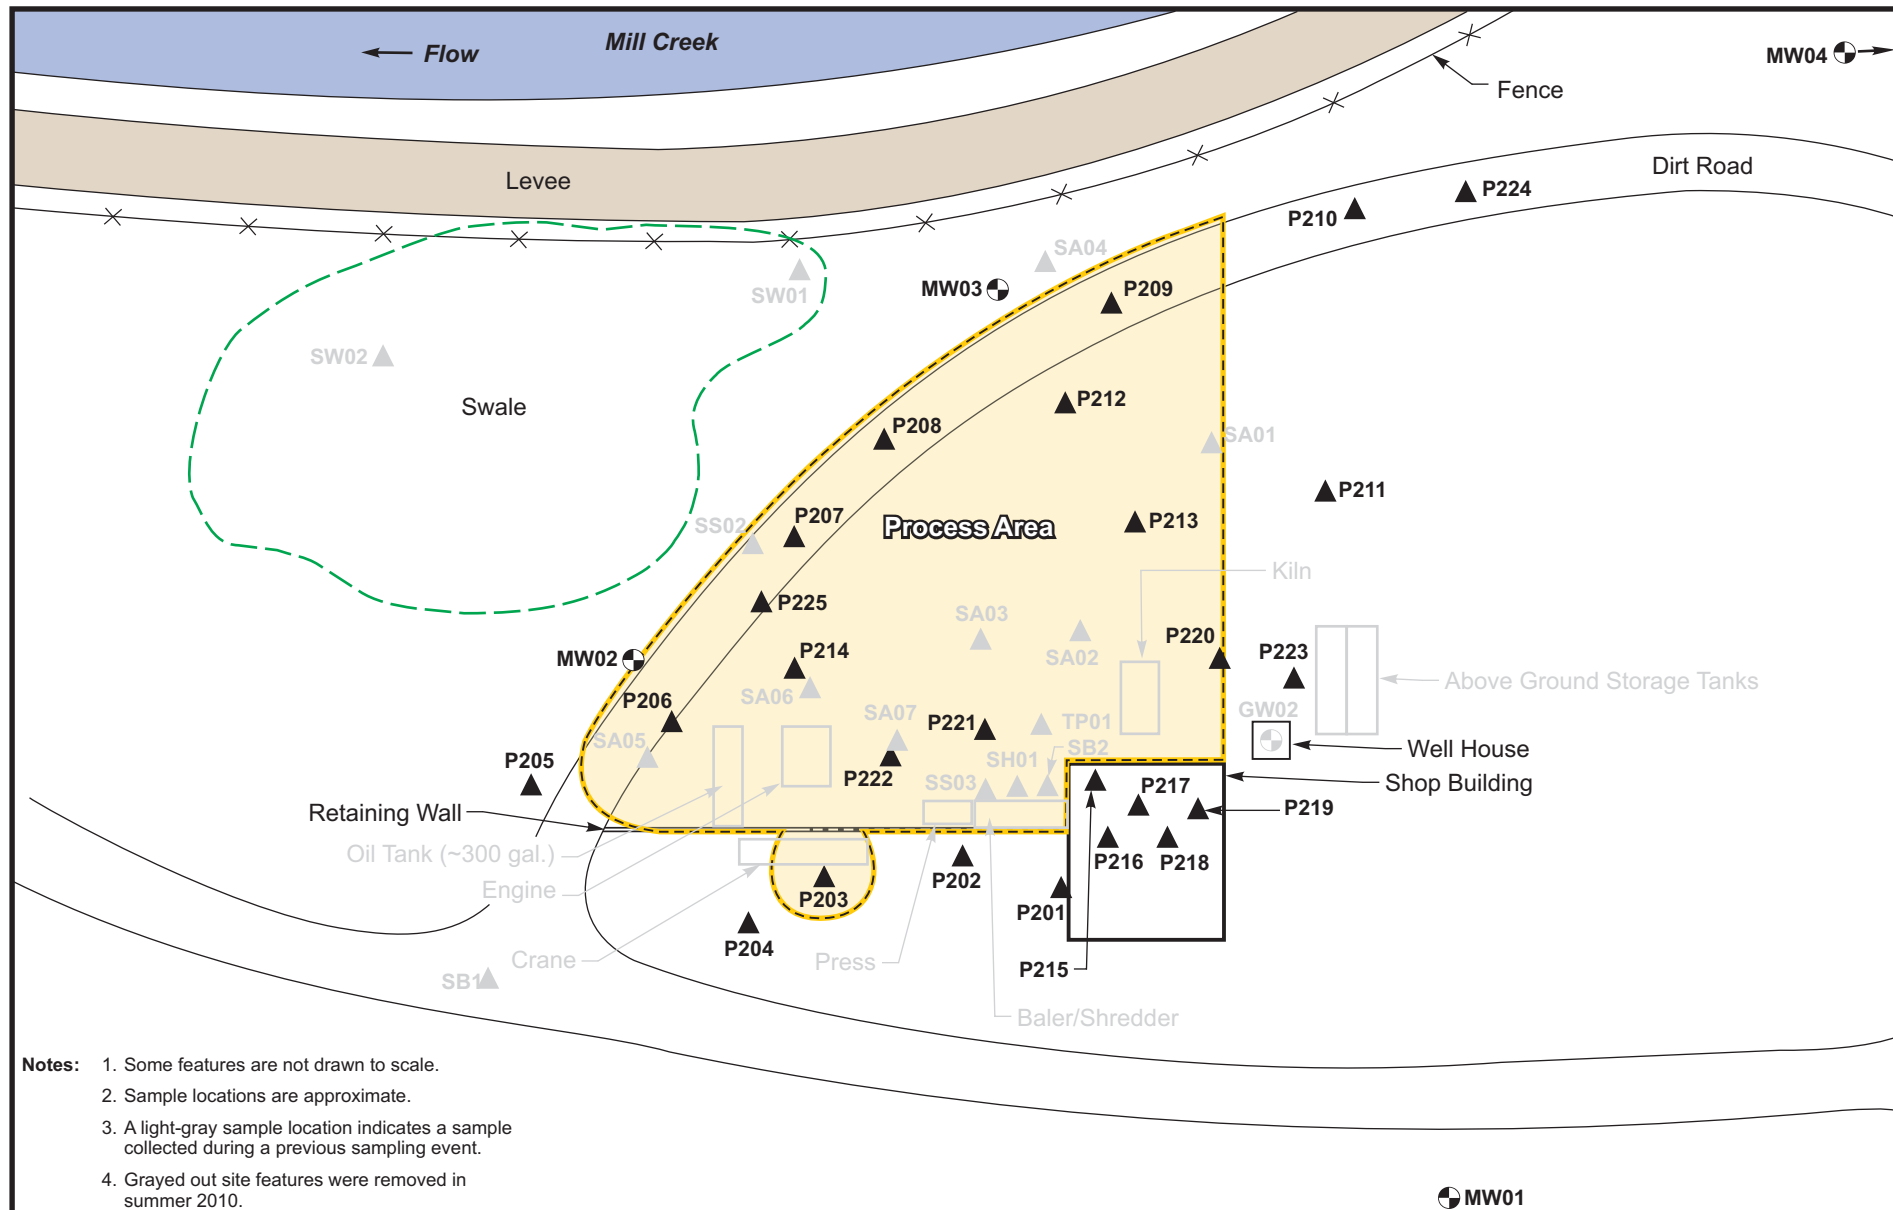 Mill Creek
Flow
MW04
Fence
Dirt Road
Levee
P224
P210
SA04
MW03
P209
SW01
SW02
Swale
P212
P208
SA01
P211
P207
SS02
Process Area
P213
Kiln
P225
SA03
SA02
P220
MW02
P214
P223
SA06
Above Ground Storage Tanks
P206
GW02
SA07
P221
TP01
SA05
SB2
Well House
P205
P222
SH01
SS03
Shop Building
P217
P219
Retaining Wall
Oil Tank (~300 gal.)
P216
P218
P202
Engine
P203
P201
P204
Crane
Press
P215
SB1
Baler/Shredder
Notes:
1. Some features are not drawn to scale.
2. Sample locations are approximate.
3. A light-gray sample location indicates a sample
collected during a previous sampling event.
4. Grayed out site features were removed in
summer 2010.
MW01